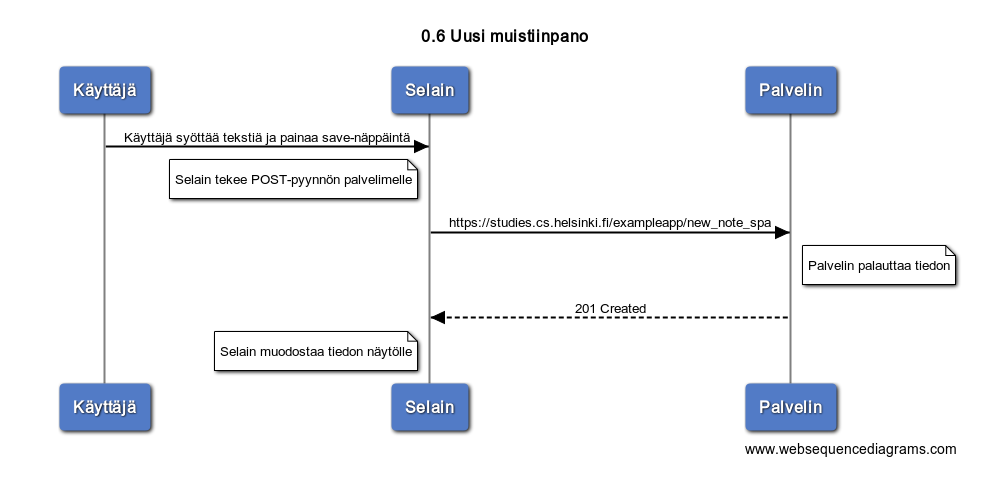 0.6 Uusi muistiinpano
Käyttäjä
Selain
Palvelin
Käyttäjä syöttää tekstiä ja painaa save-näppäintä
Selain tekee POST-pyynnön palvelimelle
https://studies.cs.helsinki.fi/exampleapp/new_note_spa
Palvelin palauttaa tiedon
201 Created
Selain muodostaa tiedon näytölle
Käyttäjä
Selain
Palvelin
www.websequencediagrams.com